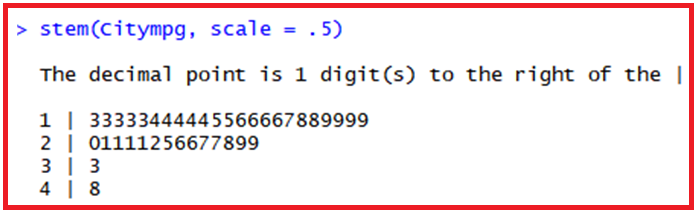 > stem(Citympg, scale = .5)
The decimal point is 1 digit(s) to the right of the |
1 | 33333444445566667889999
2 | 01111256677899
3 | 3
4 | 8